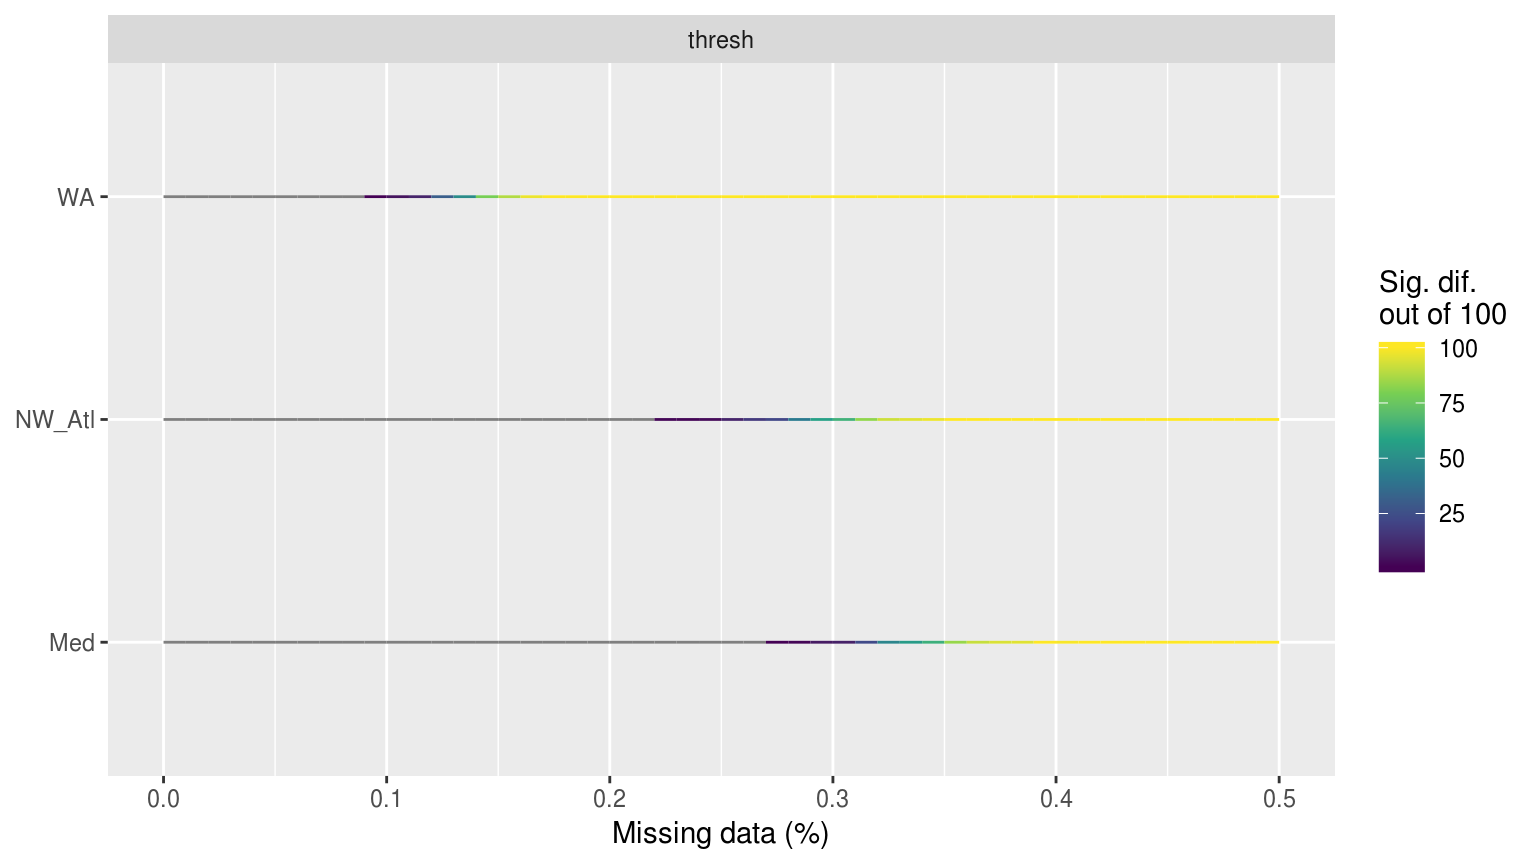 thresh
WA
NW_Atl
Med
0.0 0.1 0.2 0.3 0.4 0.5
Missing data (%)
Sig. dif.
out of 100
100
75
50
25